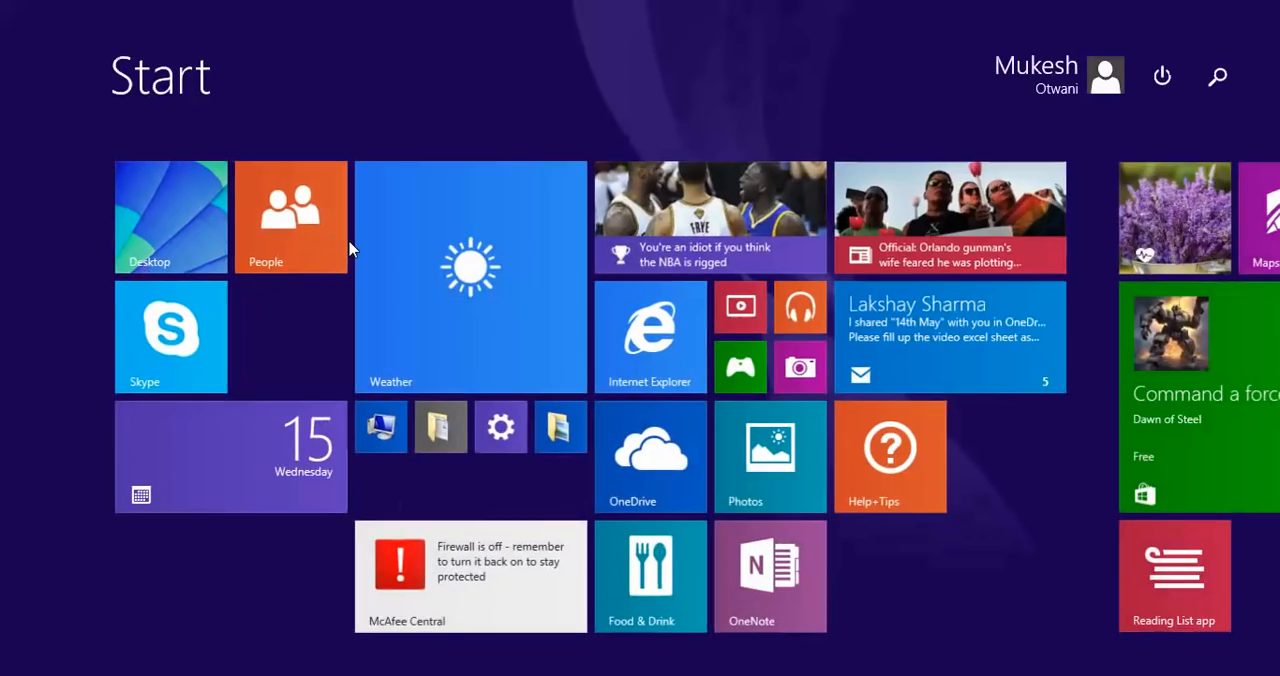 Start
Mukesh
Otwani
Desktop
People
Weather
You're an idiot if you think
the NBA is rigged
Official: Orlando gunman's
wife feared he was plotting...
Maps
Skype
Internet Explorer
Lakshay Sharma
I shared "14th May" with you in OneDr...
Please fill up the video excel sheet as...
5
Command a forc
Dawn of Steel
Free
15
Wednesday
OneDrive
Photos
Help+Tips
Firewall is off - remember
to turn it back on to stay
protected
McAfee Central
Food & Drink
N
OneNote
Reading List app